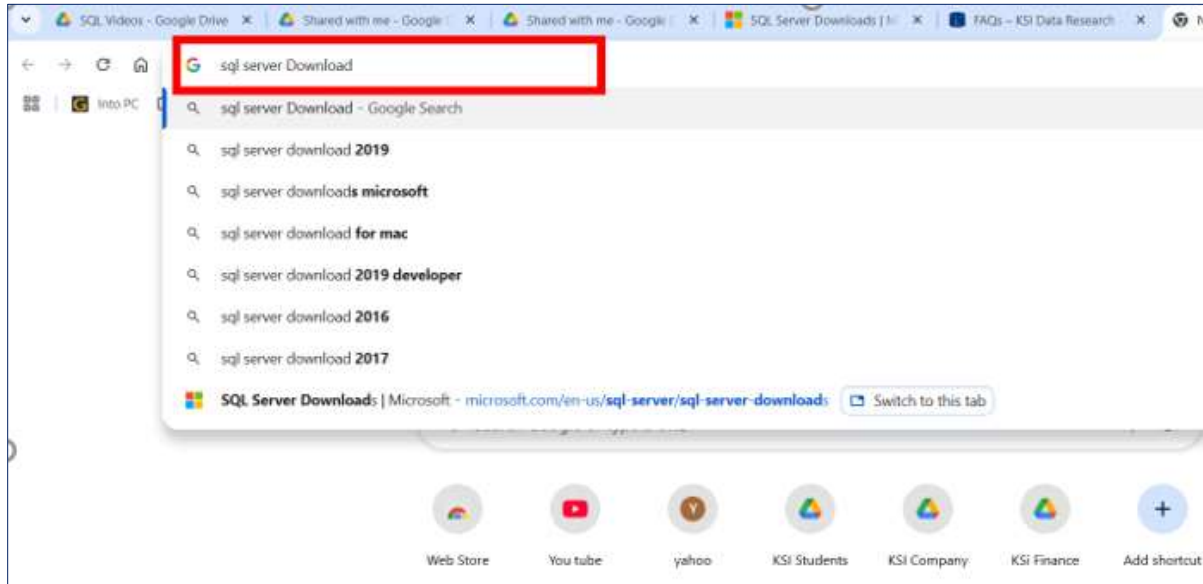 SQL Videos - Google Drive × Shared with me - Google × Shared with me - Google × SQL Server Downloads | × FAQs – KSI Data Research × N
sql server Download
Into PC
sql server Download - Google Search
sql server download 2019
sql server downloads microsoft
sql server download for mac
sql server download 2019 developer
sql server download 2016
sql server download 2017
SQL Server Downloads | Microsoft - microsoft.com/en-us/sql-server/sql-server-downloads Switch to this tab
Web Store You tube yahoo KSI Students KSI Company KSi Finance Add shortcut